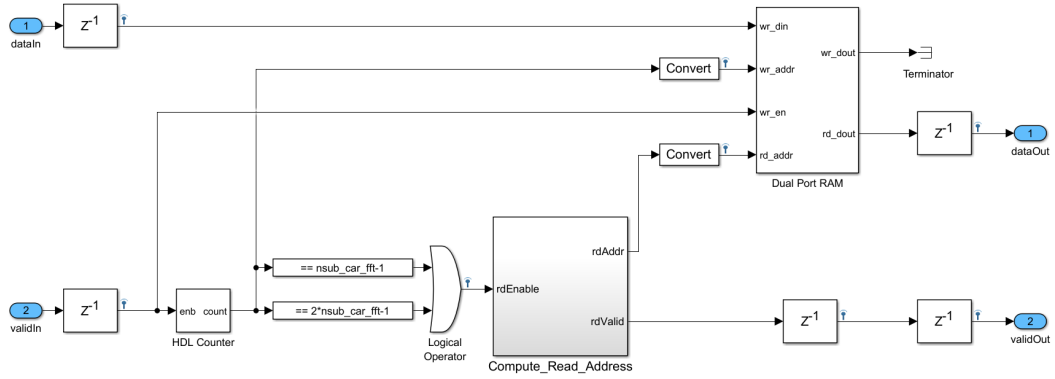 1
dataIn
Z-1
wr_din
wr_addr
wr_en
rd_addr
wr_dout
rd_dout
Dual Port RAM
Terminator
Convert
Convert
Z-1
1
dataOut
2
validIn
Z-1
enb count
HDL Counter
== nsub_car_fft-1
== 2*nsub_car_fft-1
Logical
Operator
rdEnable
rdAddr
rdValid
Compute_Read_Address
Z-1
Z-1
2
validOut